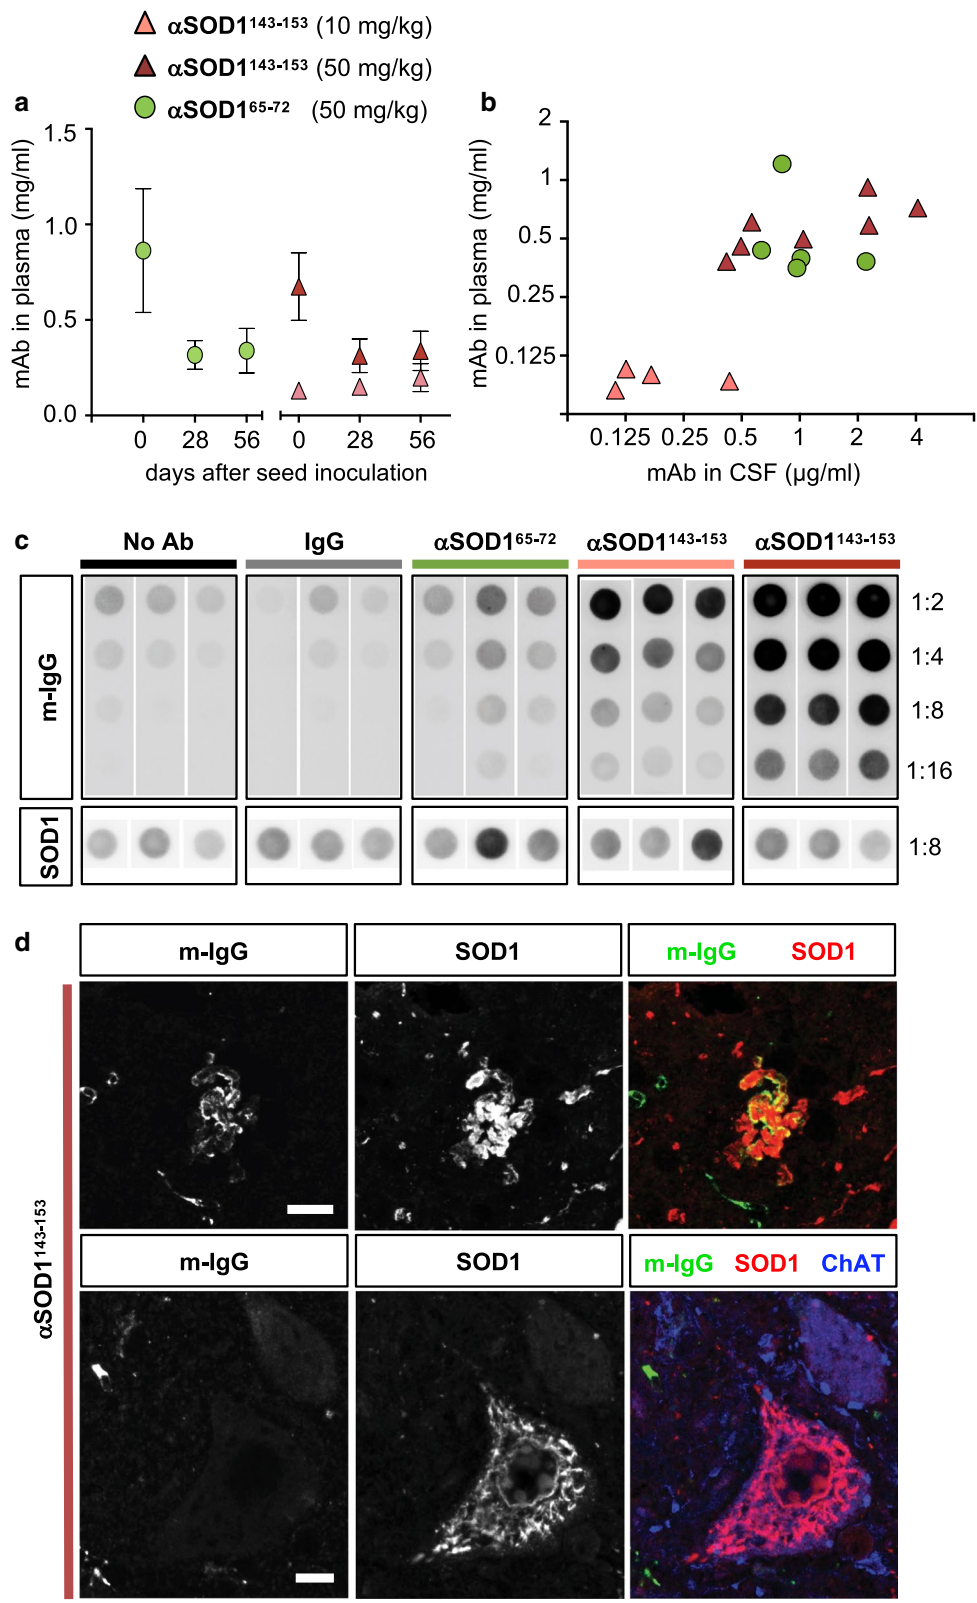 αSOD1¹⁴³⁻¹⁵³ (10 mg/kg)
αSOD1¹⁴³⁻¹⁵³ (50 mg/kg)
αSOD1⁶⁵⁻⁷² (50 mg/kg)
a
mAb in plasma (mg/ml)
1.5
1.0
0.5
0.0
0 28 56 0 28 56
days after seed inoculation
b
mAb in plasma (mg/ml)
2
1
0.5
0.25
0.125
0.125 0.25 0.5 1 2 4
mAb in CSF (µg/ml)
c
No Ab IgG αSOD1⁶⁵⁻⁷² αSOD1¹⁴³⁻¹⁵³ αSOD1¹⁴³⁻¹⁵³
m-IgG
1:2
1:4
1:8
1:16
SOD1
1:8
d
m-IgG SOD1 m-IgG SOD1
αSOD1¹⁴³⁻¹⁵³
m-IgG SOD1 m-IgG SOD1 ChAT